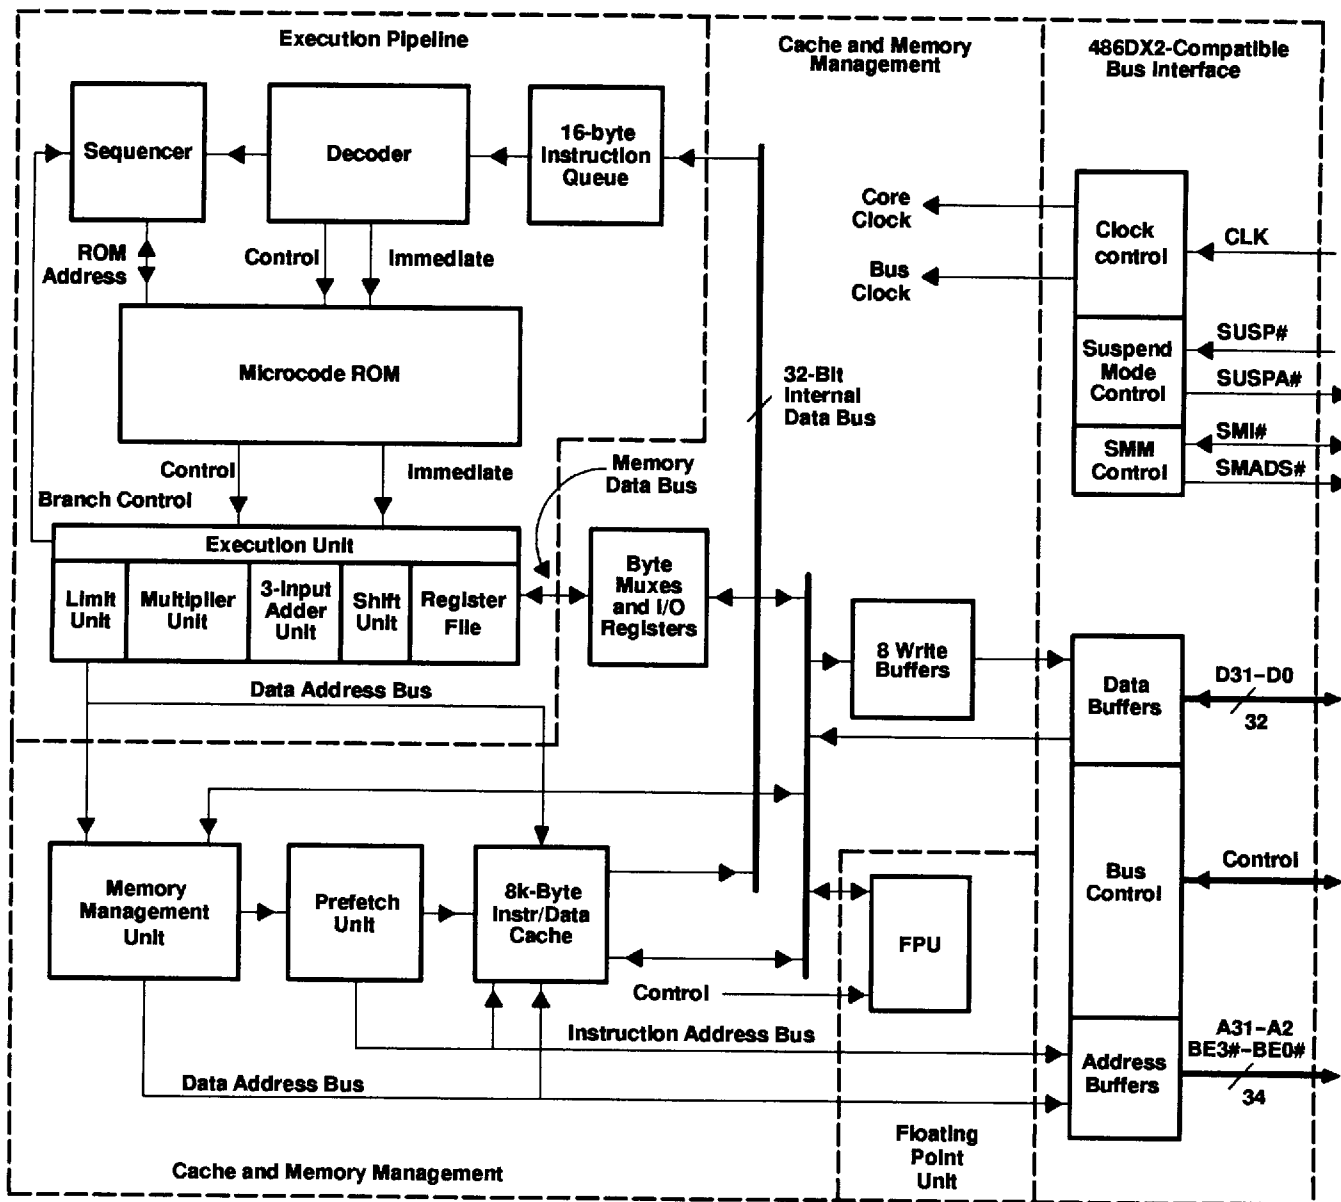 Execution Pipeline
Cache and Memory
Management
486DX2-Compatible
Bus Interface
Sequencer
Decoder
16-byte
Instruction
Queue
ROM
Address
Control
Immediate
Microcode ROM
Control
Immediate
Branch Control
Execution Unit
Limit
Unit
Multiplier
Unit
3-Input
Adder
Unit
Shift
Unit
Register
File
Memory
Data Bus
Byte
Muxes
and I/O
Registers
32-Bit
Internal
Data Bus
Core
Clock
Bus
Clock
Clock
control
CLK
Suspend
Mode
Control
SUSP#
SUSPA#
SMM
Control
SMI#
SMADS#
8 Write
Buffers
Data
Buffers
D31-D0
32
Data Address Bus
Memory
Management
Unit
Prefetch
Unit
8k-Byte
Instr/Data
Cache
FPU
Control
Bus
Control
Control
Instruction Address Bus
Data Address Bus
Address
Buffers
A31-A2
BE3#-BE0#
34
Floating
Point
Unit
Cache and Memory Management